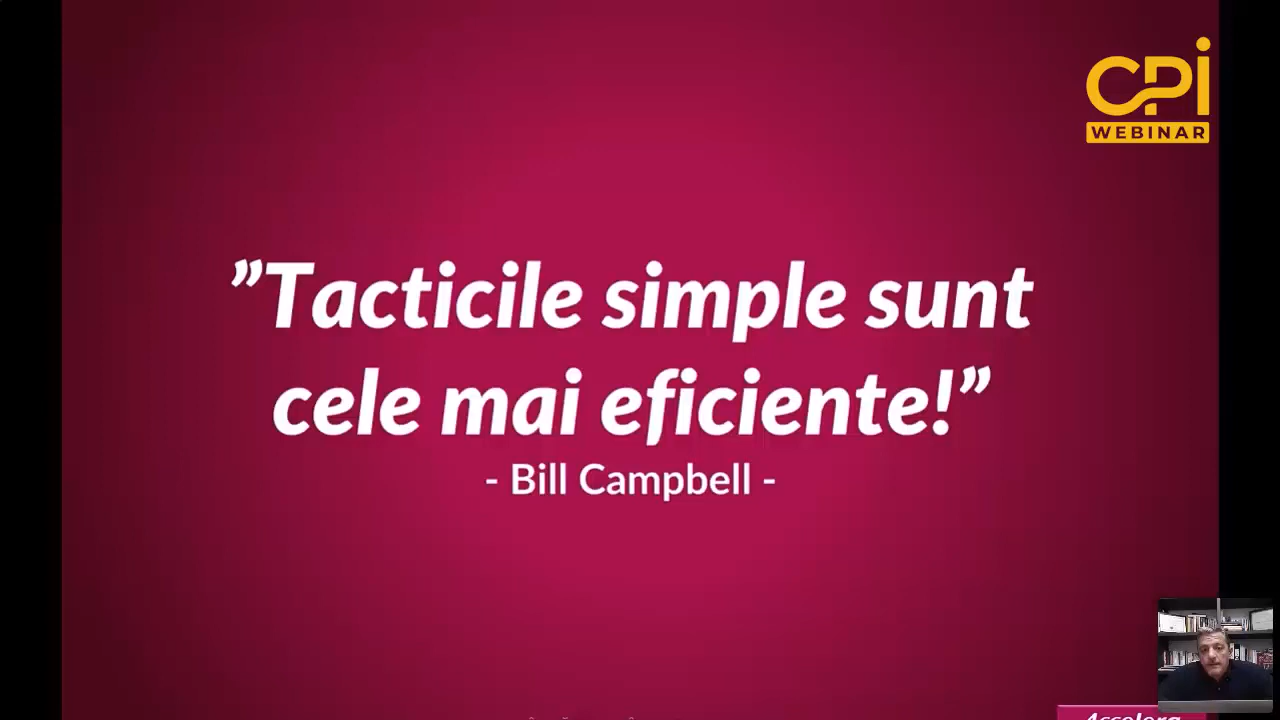 CPi
WEBINAR
”Tacticile simple sunt
cele mai eficiente!”
- Bill Campbell -